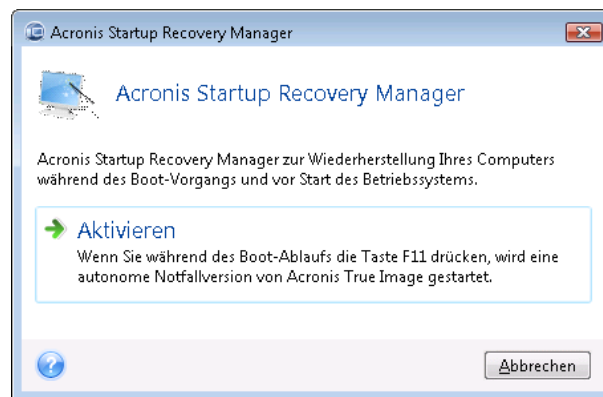 Acronis Startup Recovery Manager
Acronis Startup Recovery Manager
Acronis Startup Recovery Manager zur Wiederherstellung Ihres Computers
während des Boot-Vorgangs und vor Start des Betriebssystems.
Aktivieren
Wenn Sie während des Boot-Ablaufs die Taste F11 drücken, wird eine
autonome Notfallversion von Acronis True Image gestartet.
?
Abbrechen